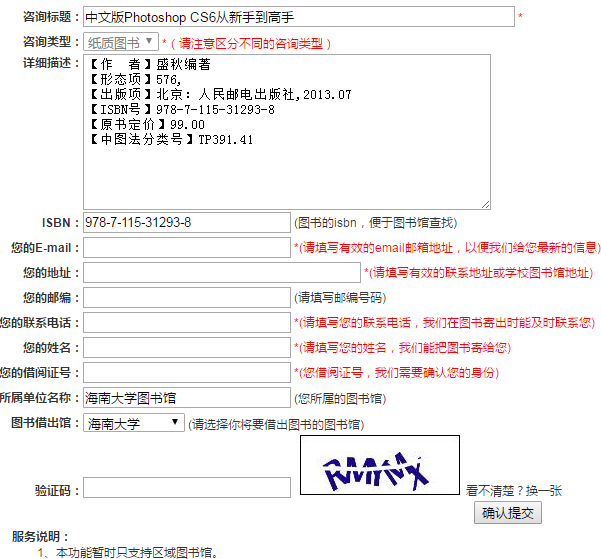 咨询标题：中文版Photoshop CS6从新手到高手 *
咨询类型：纸质图书 *（请注意区分不同的咨询类型）
详细描述：【作　者】盛秋编著
【形态项】576,
【出版项】北京：人民邮电出版社,2013.07
【ISBN号】978-7-115-31293-8
【原书定价】99.00
【中图法分类号】TP391.41
ISBN：978-7-115-31293-8 (图书的isbn，便于图书馆查找)
您的E-mail：*(请填写有效的email邮箱地址，以便我们给您最新的信息)
您的地址：*(请填写有效的联系地址或学校图书馆地址)
您的邮编：(请填写邮编号码)
您的联系电话：*(请填写您的联系电话，我们在图书寄出时能及时联系您)
您的姓名：*(请填写您的姓名，我们能把图书寄给您)
您的借阅证号：*(您借阅证号，我们需要确认您的身份)
所属单位名称：海南大学图书馆 (您所属的图书馆)
图书借出馆：海南大学 (请选择你将要借出图书的图书馆)
验证码： 看不清楚？换一张
确认提交
服务说明：
1、本功能暂时只支持区域图书馆。